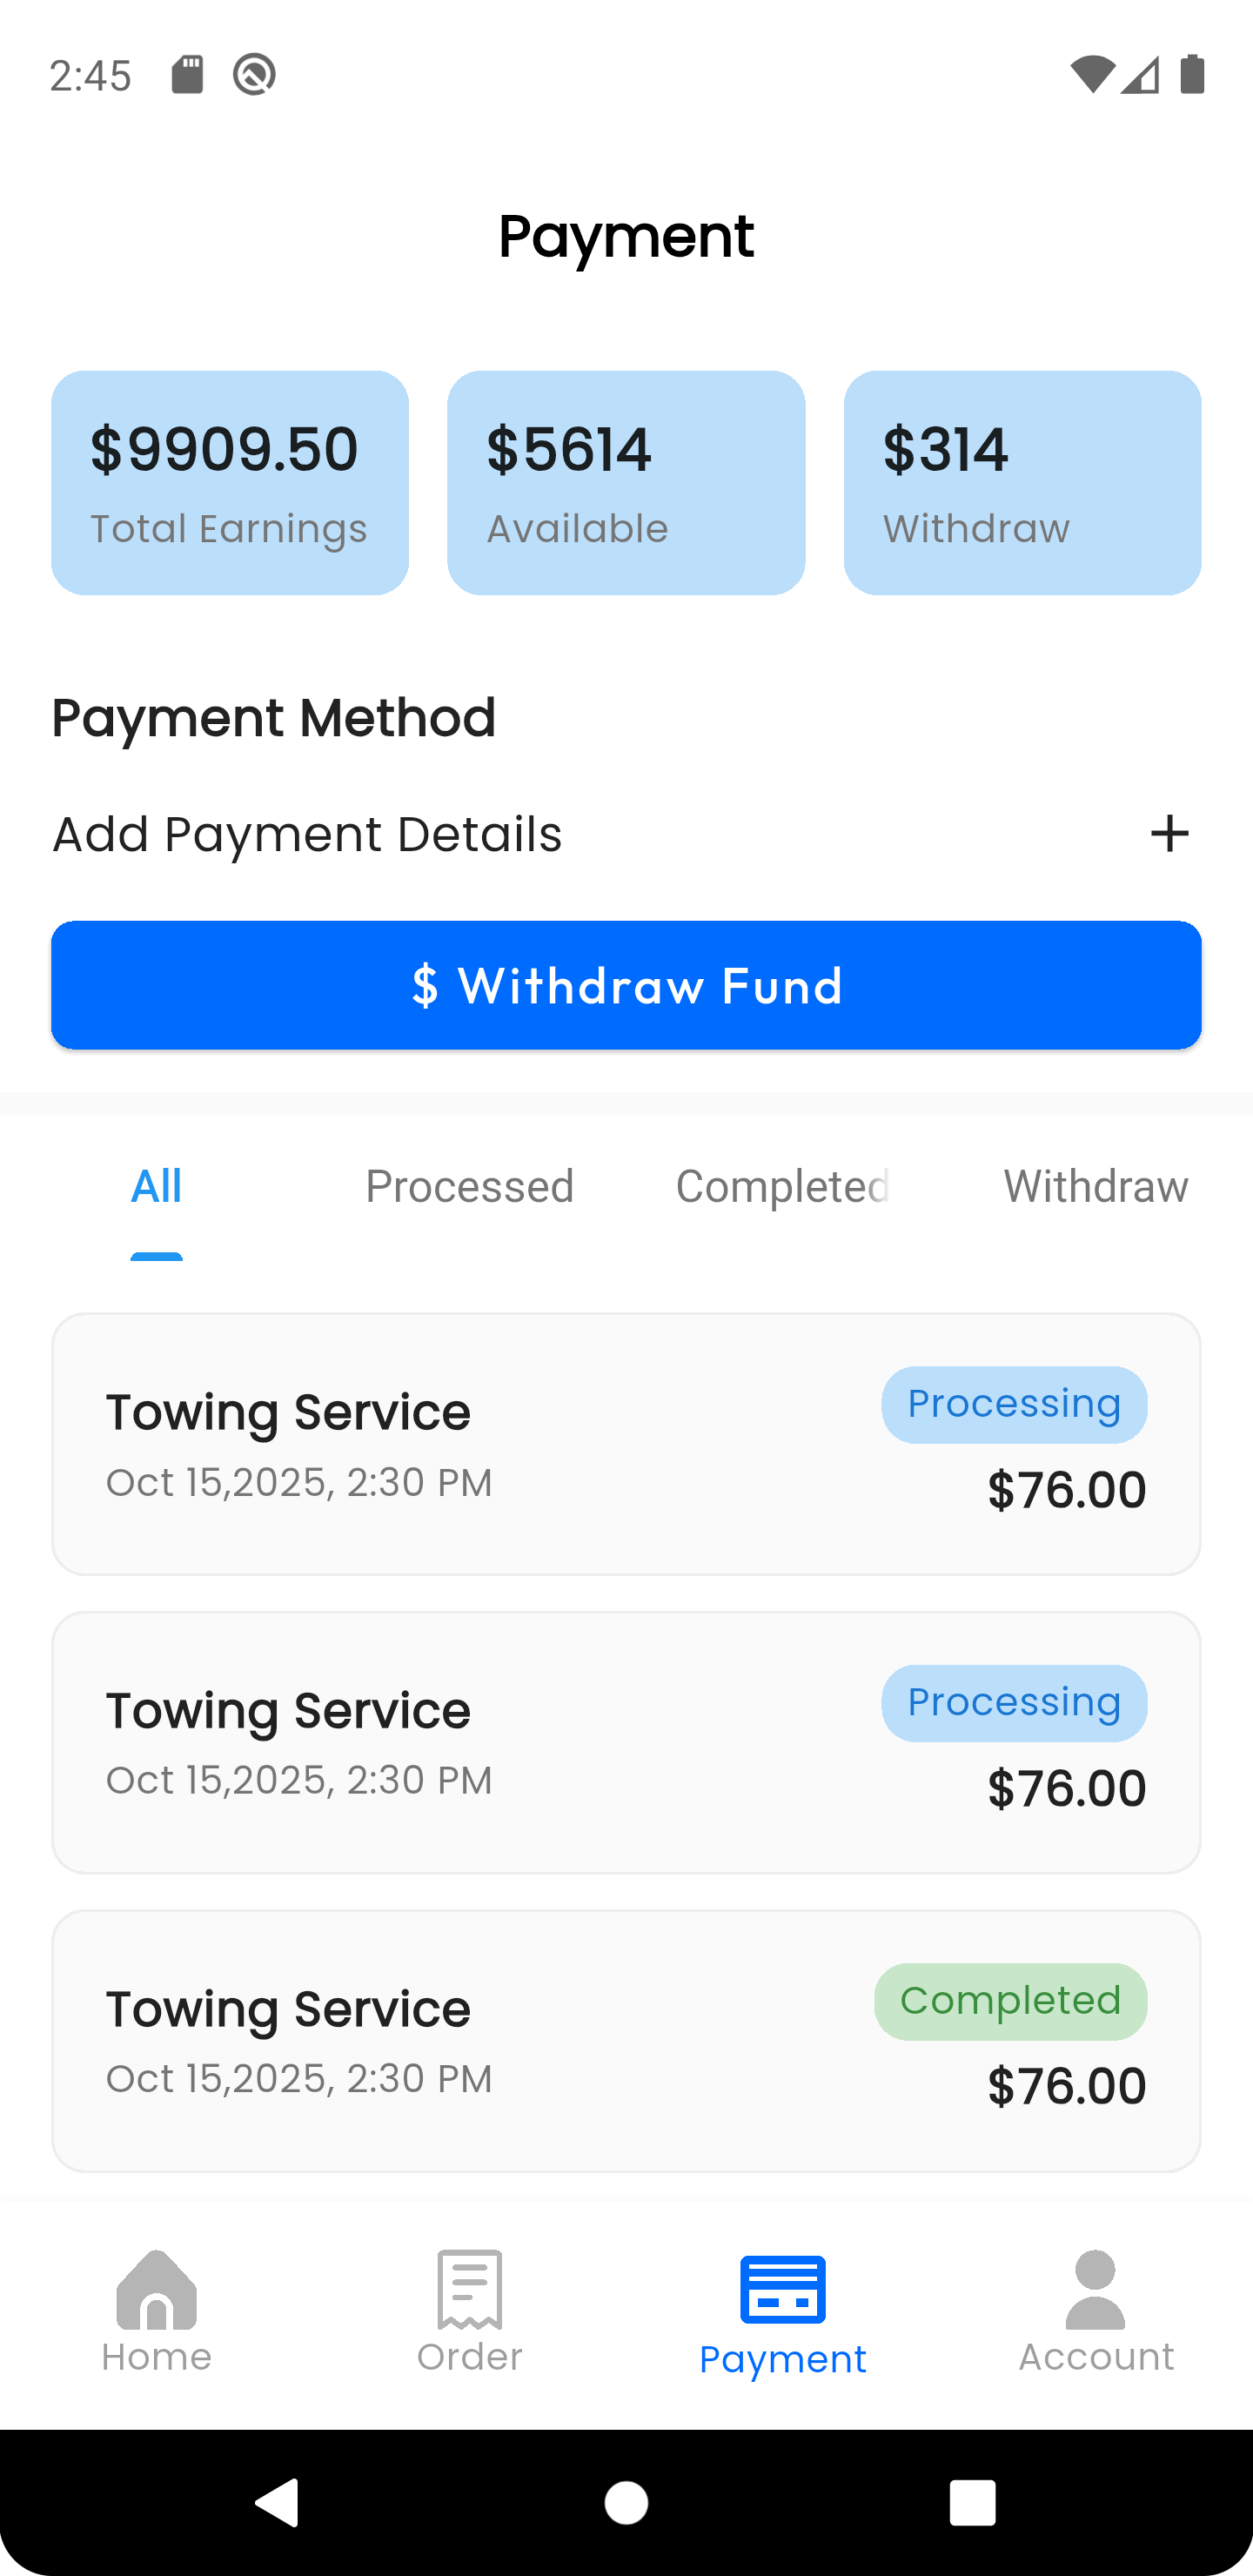 2:45
Payment
$9909.50 $5614 $314
Total Earnings Available Withdraw
Payment Method
Add Payment Details +
$ Withdraw Fund
All Processed Completed Withdraw
Towing Service Processing
Oct 15,2025, 2:30 PM $76.00
Towing Service Processing
Oct 15,2025, 2:30 PM $76.00
Towing Service Completed
Oct 15,2025, 2:30 PM $76.00
Home Order Payment Account